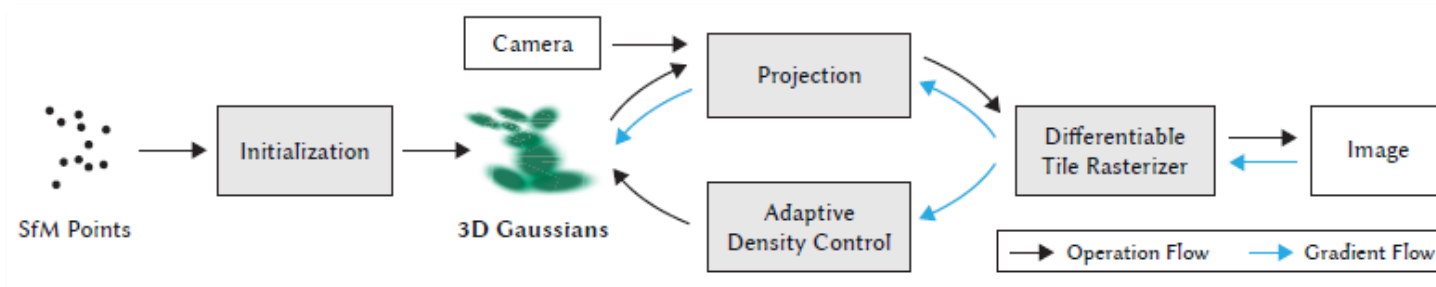 Camera
Projection
Initialization
Differentiable
Tile Rasterizer
Image
SfM Points
3D Gaussians
Adaptive
Density Control
Operation Flow
Gradient Flow